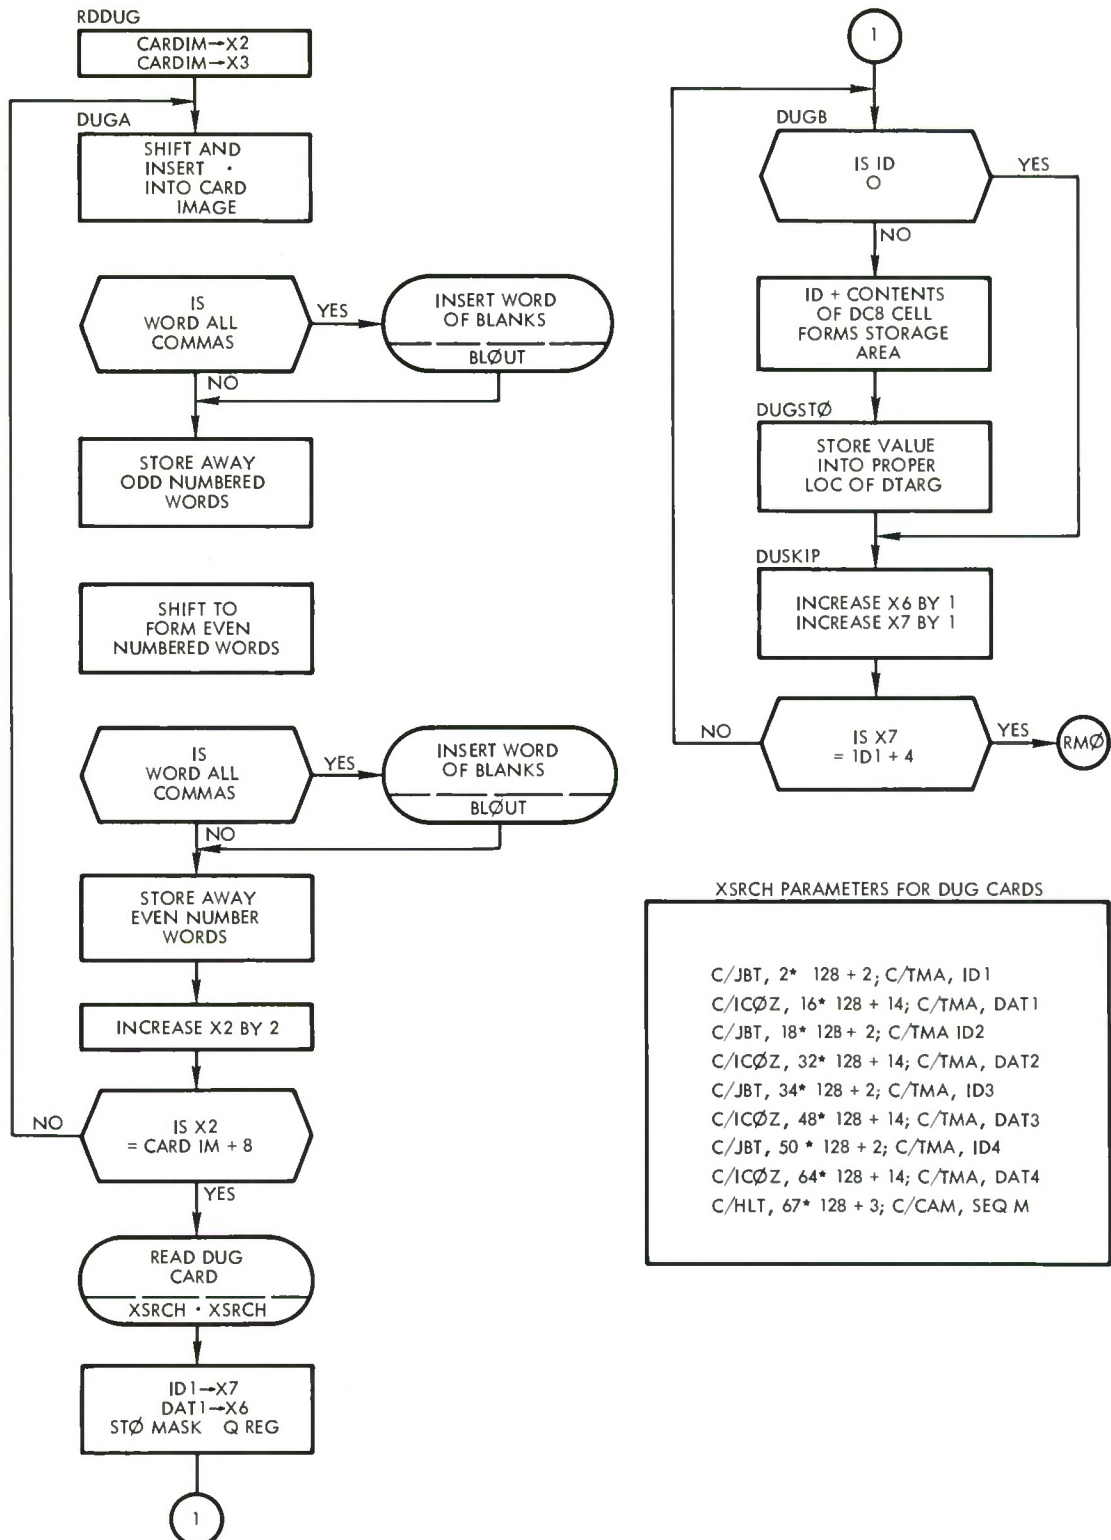 RDDUG
CARDIM→X2
CARDIM→X3
DUGA
SHIFT AND
INSERT ·
INTO CARD
IMAGE
IS
WORD ALL
COMMAS
YES
INSERT WORD
OF BLANKS
BLØUT
NO
STORE AWAY
ODD NUMBERED
WORDS
SHIFT TO
FORM EVEN
NUMBERED WORDS
IS
WORD ALL
COMMAS
YES
INSERT WORD
OF BLANKS
BLØUT
NO
STORE AWAY
EVEN NUMBER
WORDS
INCREASE X2 BY 2
NO
IS X2
= CARD IM + 8
YES
READ DUG
CARD
XSRCH · XSRCH
ID1→X7
DAT1→X6
STØ MASK Q REG
1
1
DUGB
IS ID
O
YES
NO
ID + CONTENTS
OF DC8 CELL
FORMS STORAGE
AREA
DUGSTØ
STORE VALUE
INTO PROPER
LOC OF DTARG
DUSKIP
INCREASE X6 BY 1
INCREASE X7 BY 1
NO
IS X7
= ID1 + 4
YES
RMØ
XSRCH PARAMETERS FOR DUG CARDS
C/JBT, 2* 128 + 2; C/TMA, ID1
C/ICØZ, 16* 128 + 14; C/TMA, DAT1
C/JBT, 18* 12B + 2; C/TMA ID2
C/ICØZ, 32* 128 + 14; C/TMA, DAT2
C/JBT, 34* 128 + 2; C/TMA, ID3
C/ICØZ, 48* 128 + 14; C/TMA, DAT3
C/JBT, 50 * 128 + 2; C/TMA, ID4
C/ICØZ, 64* 128 + 14; C/TMA, DAT4
C/HLT, 67* 128 + 3; C/CAM, SEQ M